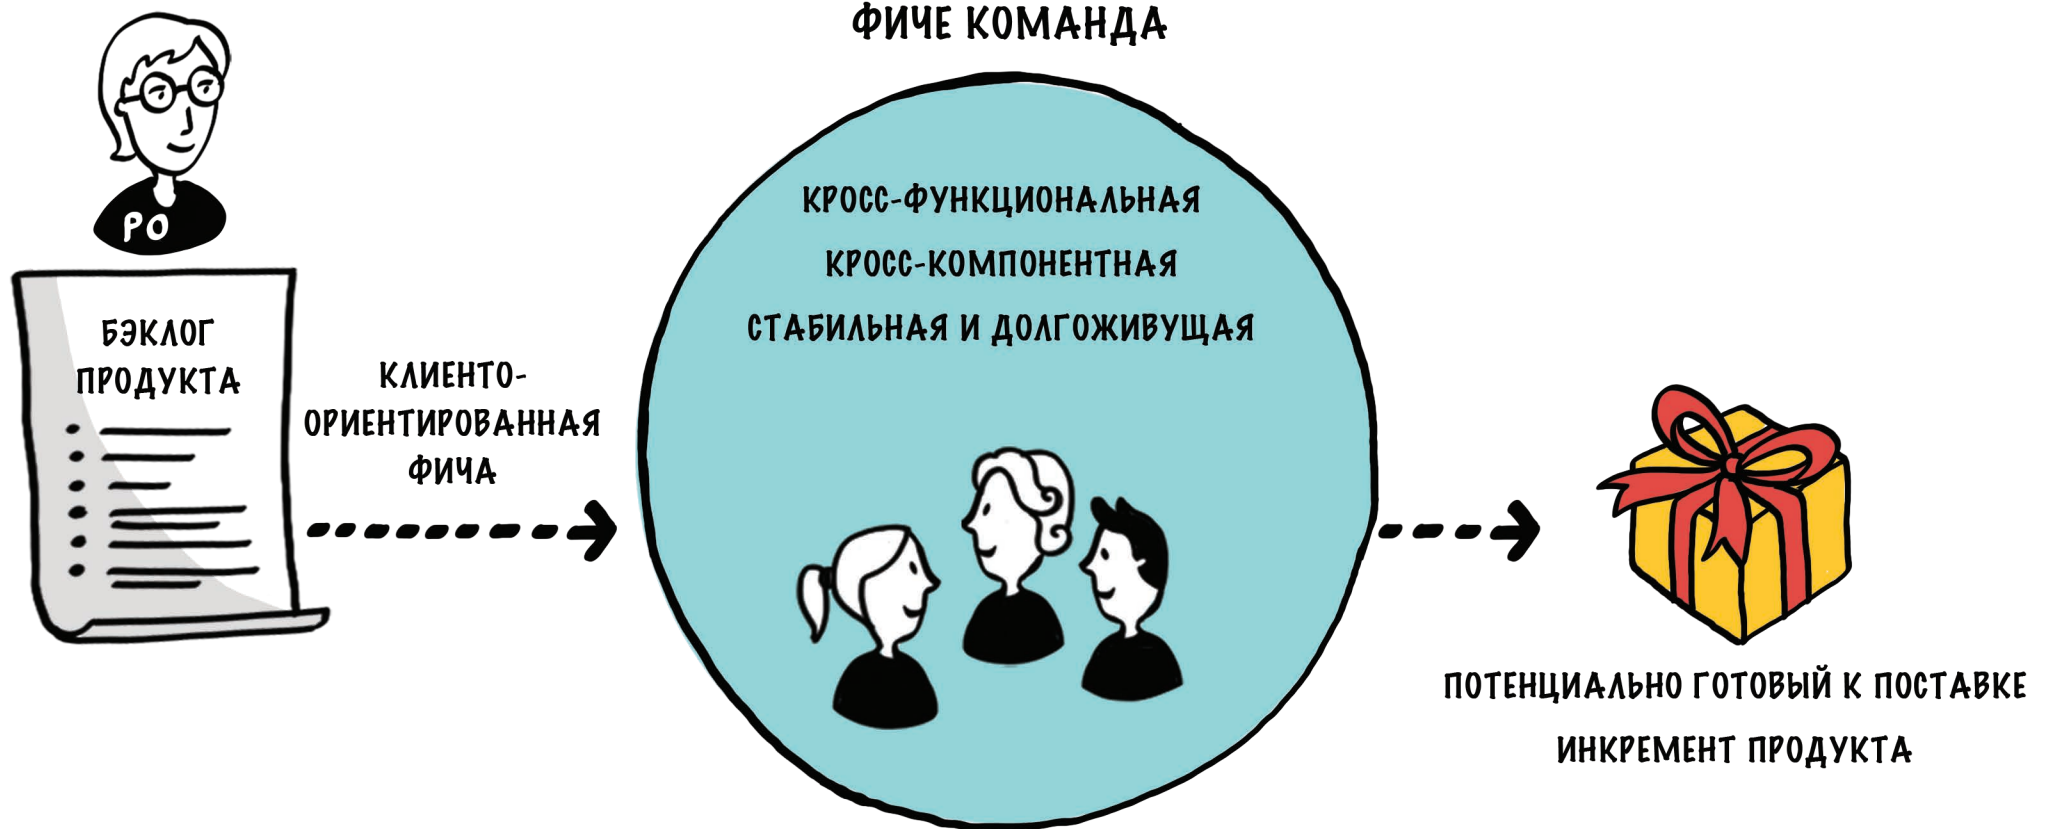 ФИЧЕ КОМАНДА
PO
БЭКЛОГ
ПРОДУКТА
КЛИЕНТО-
ОРИЕНТИРОВАННАЯ
ФИЧА
КРОСС-ФУНКЦИОНАЛЬНАЯ
КРОСС-КОМПОНЕНТНАЯ
СТАБИЛЬНАЯ И ДОЛГОЖИВУЩАЯ
ПОТЕНЦИАЛЬНО ГОТОВЫЙ К ПОСТАВКЕ
ИНКРЕМЕНТ ПРОДУКТА